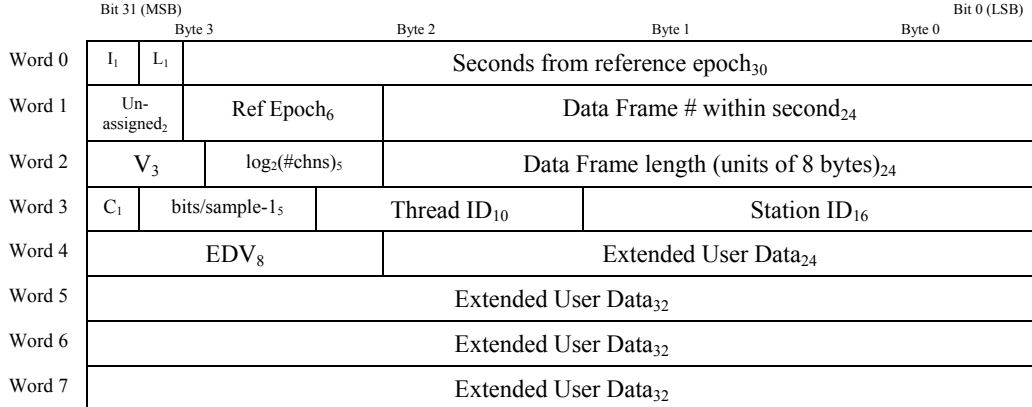 Bit 31 (MSB) Bit 0 (LSB)
Byte 3 Byte 2 Byte 1 Byte 0
Word 0 I₁ L₁ Seconds from reference epoch₃₀
Word 1 Un-assigned₂ Ref Epoch₆ Data Frame # within second₂₄
Word 2 V₃ log₂(#chns)₅ Data Frame length (units of 8 bytes)₂₄
Word 3 C₁ bits/sample-1₅ Thread ID₁₀ Station ID₁₆
Word 4 EDV₈ Extended User Data₂₄
Word 5 Extended User Data₃₂
Word 6 Extended User Data₃₂
Word 7 Extended User Data₃₂